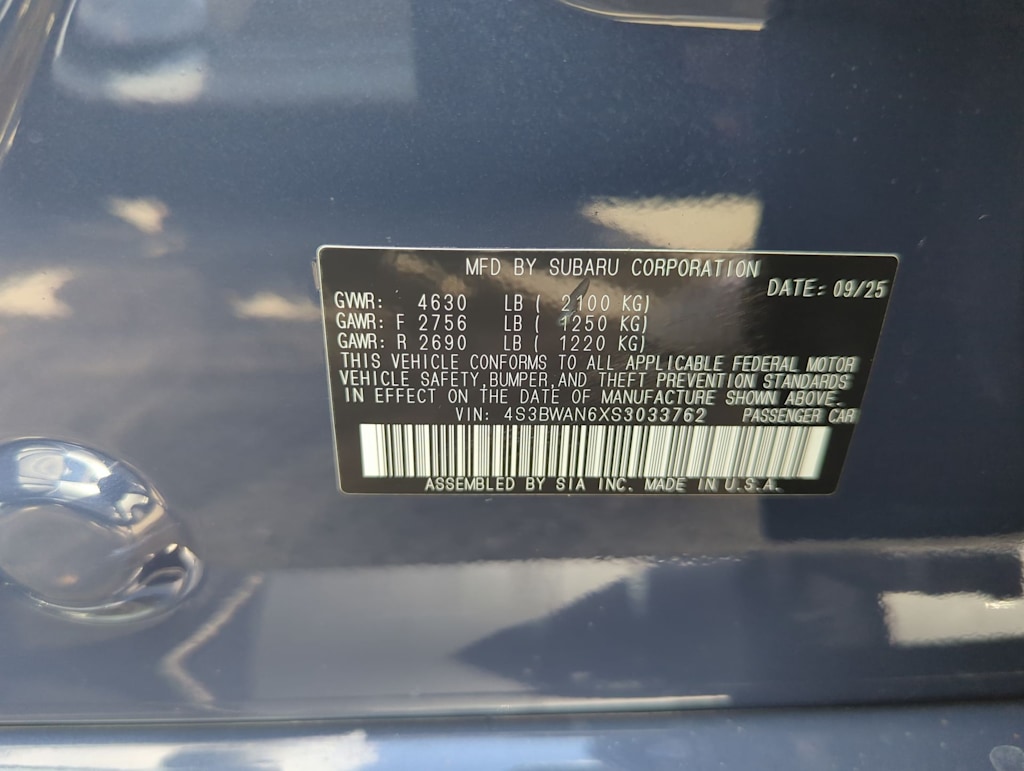 MFD BY SUBARU CORPORATION
DATE: 09/25
GVWR: 4630 LB ( 2100 KG)
GAWR: F 2756 LB ( 1250 KG)
GAWR: R 2690 LB ( 1220 KG)
THIS VEHICLE CONFORMS TO ALL APPLICABLE FEDERAL MOTOR
VEHICLE SAFETY,BUMPER,AND THEFT PREVENTION STANDARDS
IN EFFECT ON THE DATE OF MANUFACTURE SHOWN ABOVE.
VIN: 4S3BWAN6XS3033762 PASSENGER CAR
ASSEMBLED BY SIA INC. MADE IN U.S.A.